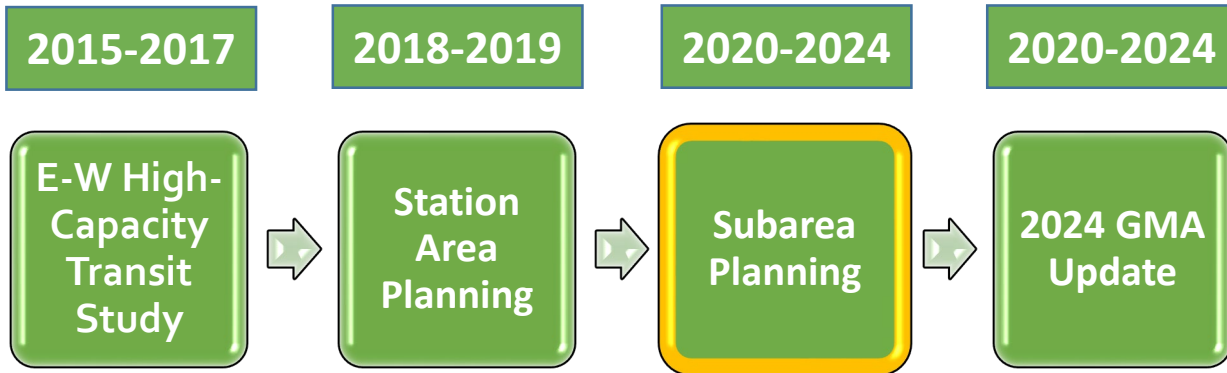 2015-2017
2018-2019
2020-2024
2020-2024
E-W High-
Capacity
Transit
Study
Station
Area
Planning
Subarea
Planning
2024 GMA
Update